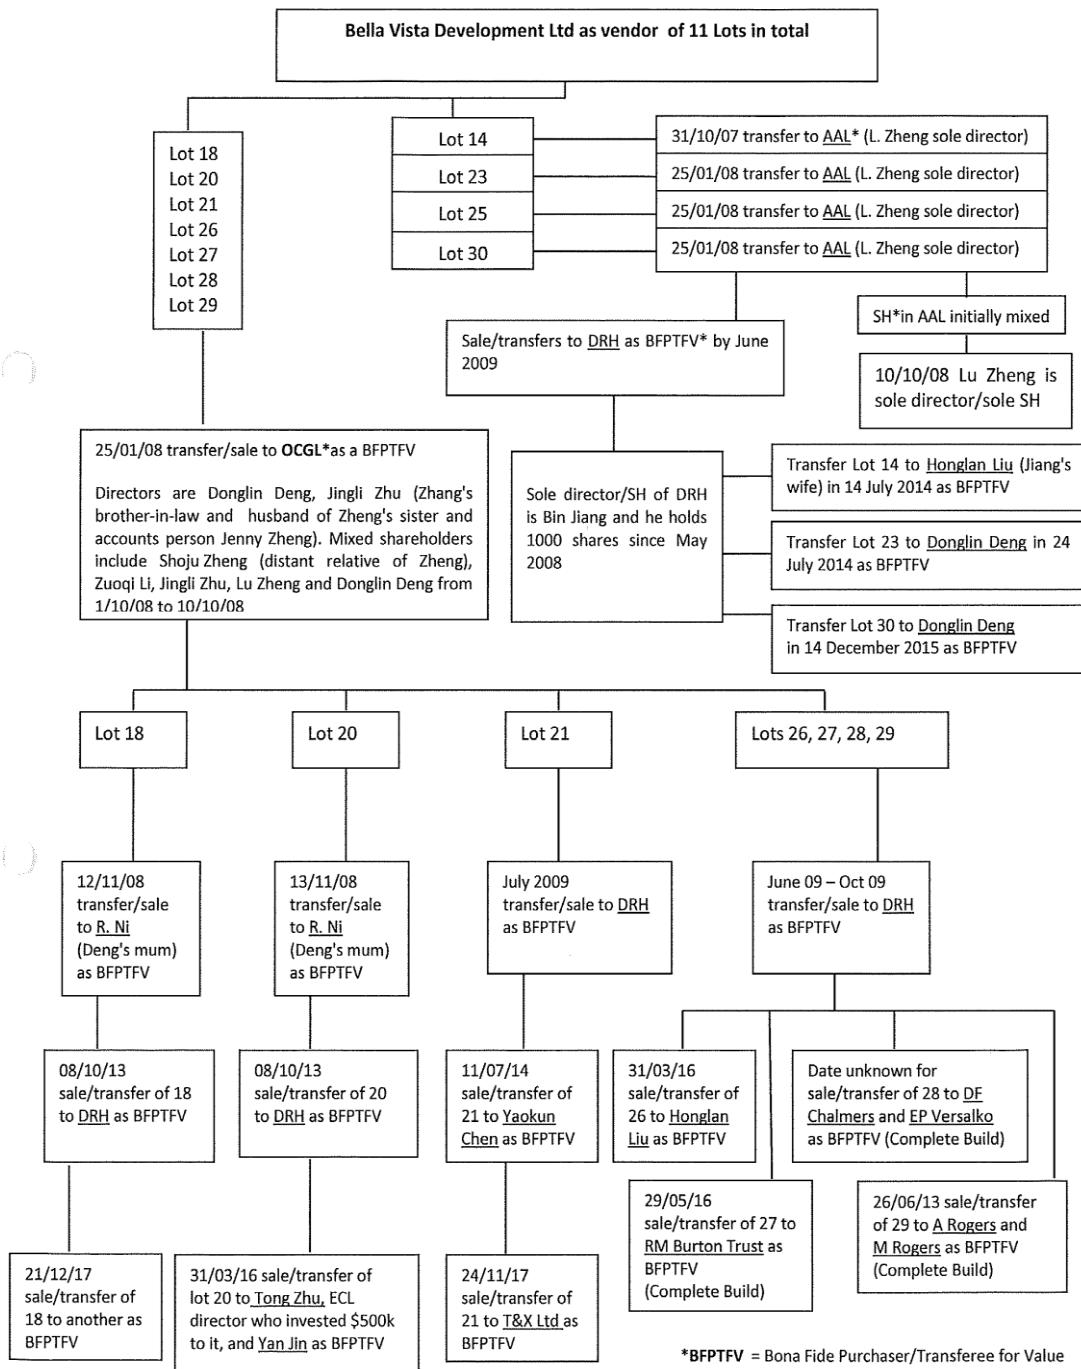 Bella Vista Development Ltd as vendor of 11 Lots in total
Lot 18
Lot 20
Lot 21
Lot 26
Lot 27
Lot 28
Lot 29
Lot 14
Lot 23
Lot 25
Lot 30
31/10/07 transfer to AAL* (L. Zheng sole director)
25/01/08 transfer to AAL (L. Zheng sole director)
25/01/08 transfer to AAL (L. Zheng sole director)
25/01/08 transfer to AAL (L. Zheng sole director)
SH*in AAL initially mixed
10/10/08 Lu Zheng is
sole director/sole SH
Sale/transfers to DRH as BFPTFV* by June
2009
25/01/08 transfer/sale to OCGL*as a BFPTFV
Directors are Donglin Deng, Jingli Zhu (Zhang's
brother-in-law and husband of Zheng's sister and
accounts person Jenny Zheng). Mixed shareholders
include Shoju Zheng (distant relative of Zheng),
Zuoqi Li, Jingli Zhu, Lu Zheng and Donglin Deng from
1/10/08 to 10/10/08
Sole director/SH of DRH
is Bin Jiang and he holds
1000 shares since May
2008
Transfer Lot 14 to Honglan Liu (Jiang's
wife) in 14 July 2014 as BFPTFV
Transfer Lot 23 to Donglin Deng in 24
July 2014 as BFPTFV
Transfer Lot 30 to Donglin Deng
in 14 December 2015 as BFPTFV
Lot 18
Lot 20
Lot 21
Lots 26, 27, 28, 29
12/11/08
transfer/sale
to R. Ni
(Deng's mum)
as BFPTFV
13/11/08
transfer/sale
to R. Ni
(Deng's mum)
as BFPTFV
July 2009
transfer/sale to DRH
as BFPTFV
June 09 – Oct 09
transfer/sale to DRH
as BFPTFV
08/10/13
sale/transfer of 18
to DRH as BFPTFV
08/10/13
sale/transfer of 20
to DRH as BFPTFV
11/07/14
sale/transfer of
21 to Yaokun
Chen as BFPTFV
31/03/16
sale/transfer of
26 to Honglan
Liu as BFPTFV
Date unknown for
sale/transfer of 28 to DF
Chalmers and EP Versalko
as BFPTFV (Complete Build)
29/05/16
sale/transfer of 27 to
RM Burton Trust as
BFPTFV
(Complete Build)
26/06/13 sale/transfer
of 29 to A Rogers and
M Rogers as BFPTFV
(Complete Build)
21/12/17
sale/transfer of
18 to another as
BFPTFV
31/03/16 sale/transfer of
lot 20 to Tong Zhu, ECL
director who invested $500k
to it, and Yan Jin as BFPTFV
24/11/17
sale/transfer of
21 to T&X Ltd as
BFPTFV
*BFPTFV = Bona Fide Purchaser/Transferee for Value